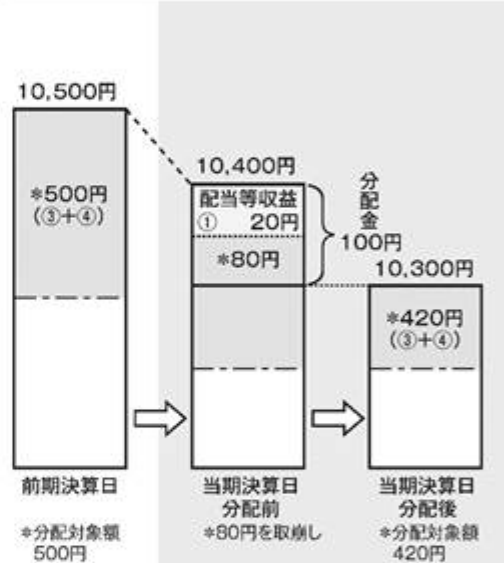 10,500円
*500円
(③+④)
前期決算日
*分配対象額
500円
10,400円
配当等収益
① 20円
*80円
分配金
100円
当期決算日
分配前
*80円を取崩し
10,300円
*420円
(③+④)
当期決算日
分配後
*分配対象額
420円